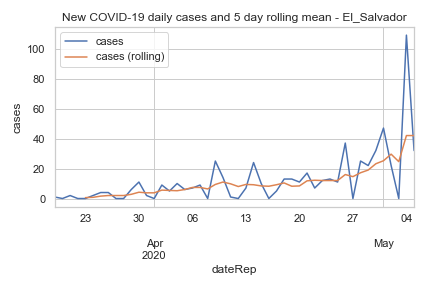 New COVID-19 daily cases and 5 day rolling mean - El_Salvador
cases
cases (rolling)
100
80
60
40
20
0
cases
23
30
06
13
20
27
04
Apr
2020
May
dateRep